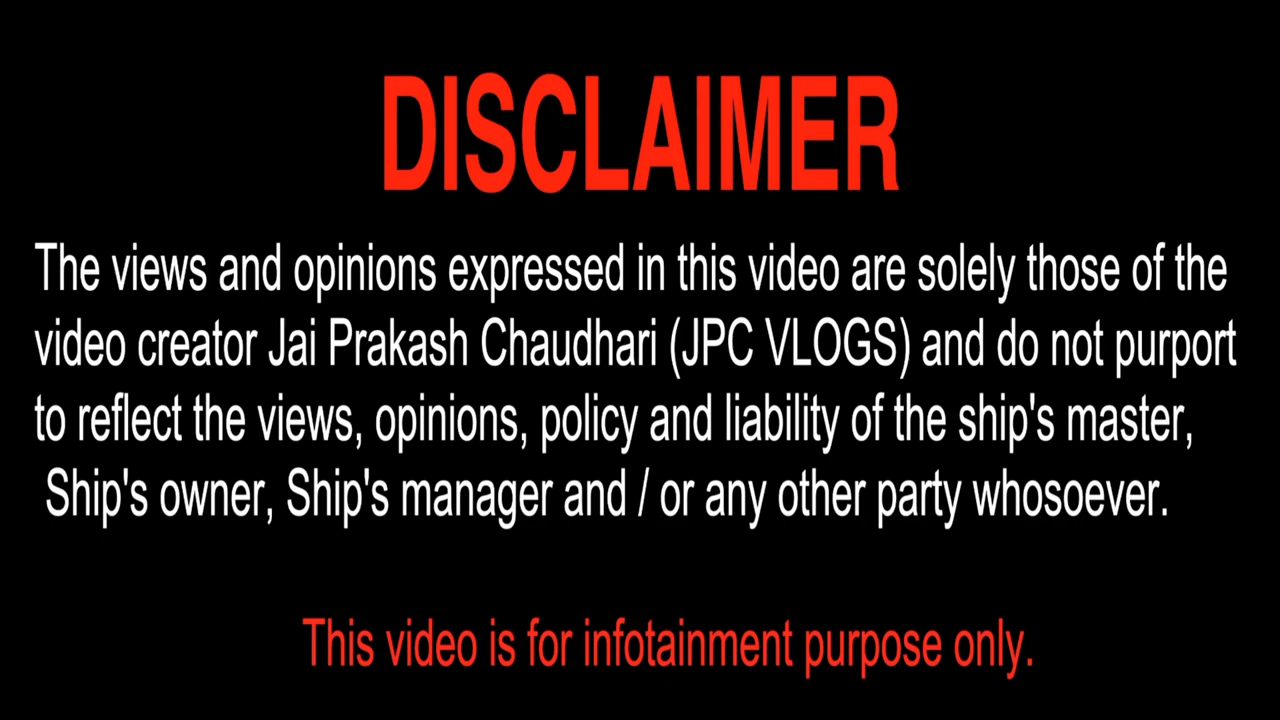 DISCLAIMER
The views and opinions expressed in this video are solely those of the
video creator Jai Prakash Chaudhari (JPC VLOGS) and do not purport
to reflect the views, opinions, policy and liability of the ship's master,
Ship's owner, Ship's manager and / or any other party whosoever.
This video is for infotainment purpose only.